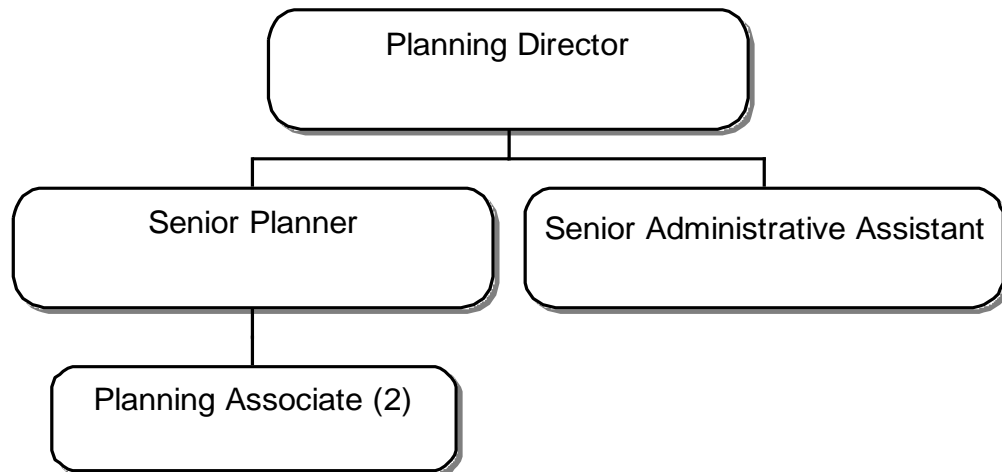 Planning Director
Senior Planner
Senior Administrative Assistant
Planning Associate (2)